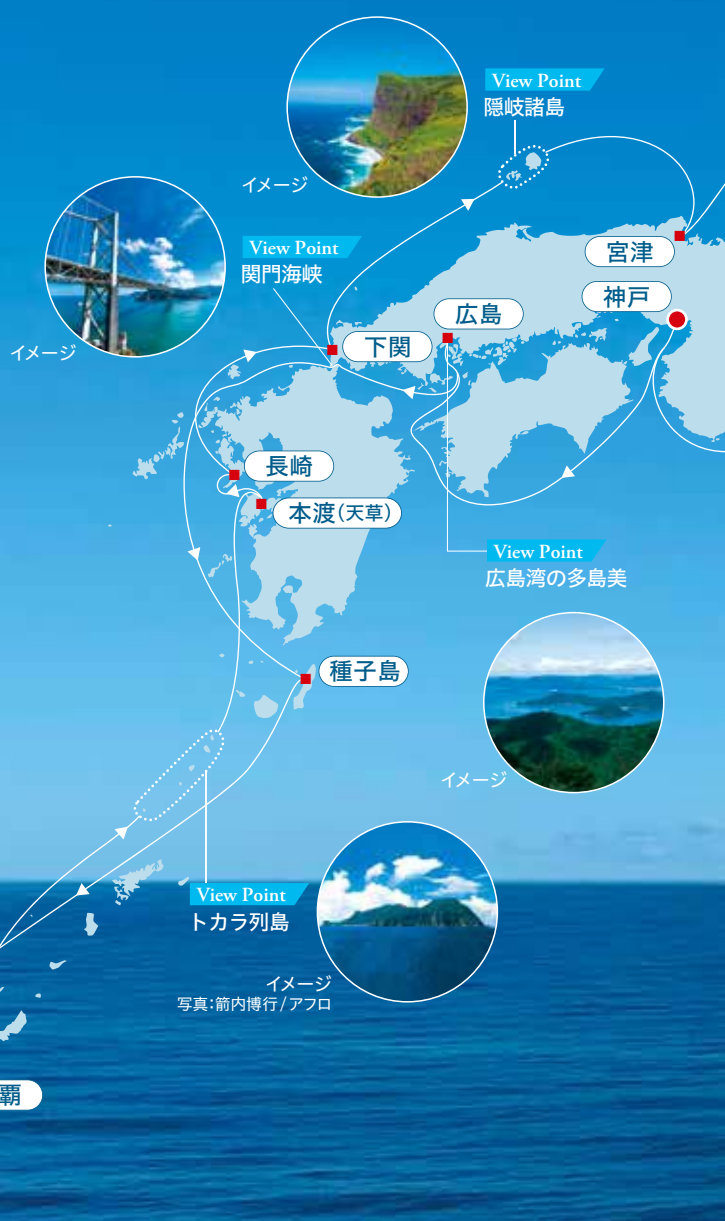 View Point
隠岐諸島
イメージ
宮津
View Point
関門海峡
神戸
広島
イメージ
下関
長崎
本渡(天草)
View Point
広島湾の多島美
種子島
イメージ
View Point
トカラ列島
イメージ
写真:箭内博行/アフロ
覇